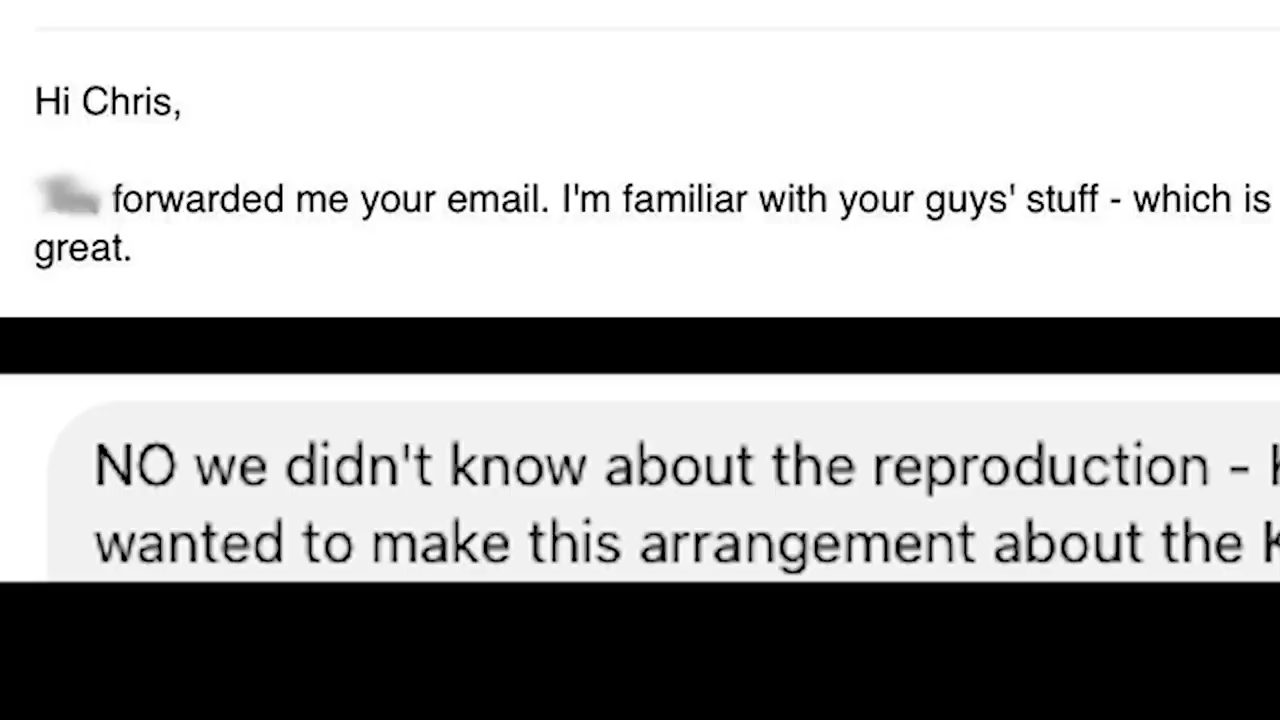 Hi Chris,
forwarded me your email. I'm familiar with your guys' stuff - which is
great.
NO we didn't know about the reproduction -
wanted to make this arrangement about the